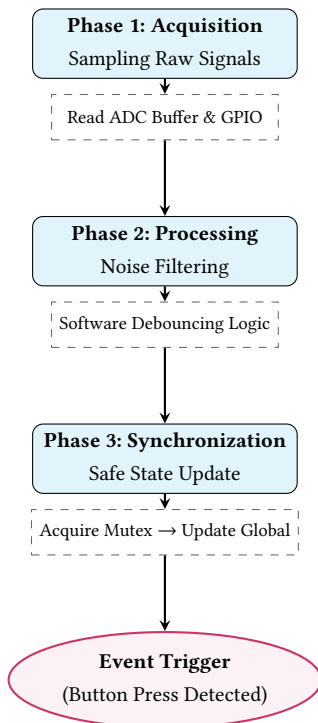 Phase 1: Acquisition
Sampling Raw Signals
Read ADC Buffer & GPIO
Phase 2: Processing
Noise Filtering
Software Debouncing Logic
Phase 3: Synchronization
Safe State Update
Acquire Mutex → Update Global
Event Trigger
(Button Press Detected)